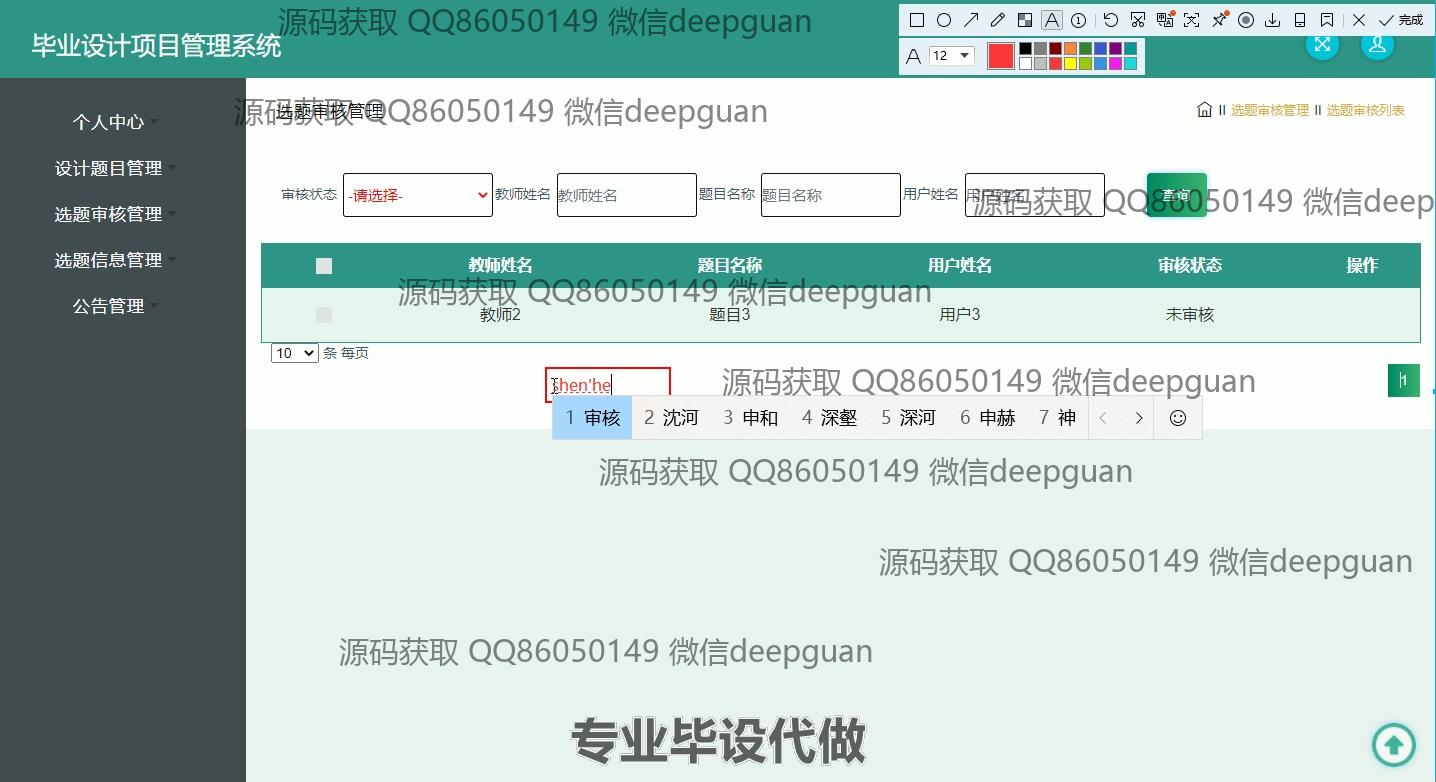 毕业设计项目管理系统
源码获取 QQ86050149 微信deepguan
完成
12
个人中心
设计题目管理
选题审核管理
选题信息管理
公告管理
选题审核管理
源码获取 QQ86050149 微信deepguan
选题审核管理 选题审核列表
审核状态 -请选择- 教师姓名 教师姓名 题目名称 题目名称 用户姓名 用户姓名 查询
源码获取 QQ86050149 微信deep
教师姓名 题目名称 用户姓名 审核状态 操作
源码获取 QQ86050149 微信deepguan
教师2 题目3 用户3 未审核
10 条 每页
shen'he
源码获取 QQ86050149 微信deepguan
1
1 审核 2 沈河 3 申和 4 深壑 5 深河 6 申赫 7 神
源码获取 QQ86050149 微信deepguan
源码获取 QQ86050149 微信deepguan
源码获取 QQ86050149 微信deepguan
专业毕设代做